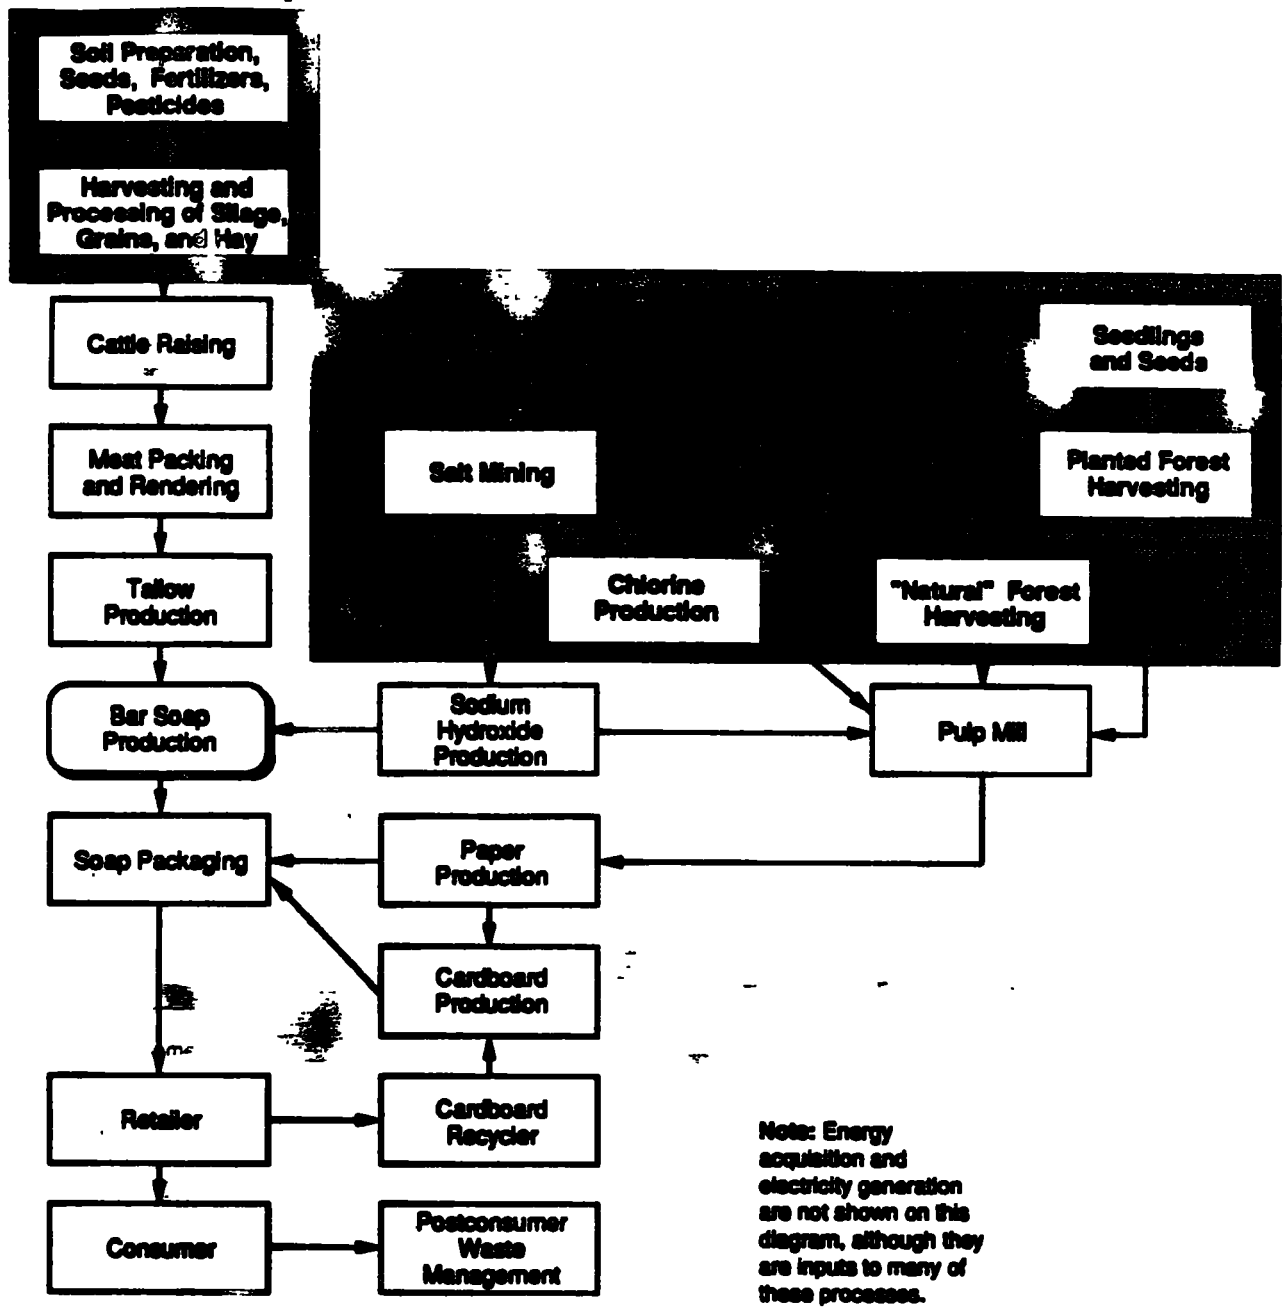 Soil Preparation,
Seeds, Fertilizers,
Pesticides
Harvesting and
Processing of Silage,
Grains, and Hay
Cattle Raising
Seedlings
and Seeds
Meat Packing
and Rendering
Salt Mining
Planted Forest
Harvesting
Tallow
Production
Chlorine
Production
"Natural" Forest
Harvesting
Bar Soap
Production
Sodium
Hydroxide
Production
Pulp Mill
Soap Packaging
Paper
Production
Cardboard
Production
Retailer
Cardboard
Recycler
Consumer
Postconsumer
Waste
Management
Note: Energy
acquisition and
electricity generation
are not shown on this
diagram, although they
are inputs to many of
these processes.